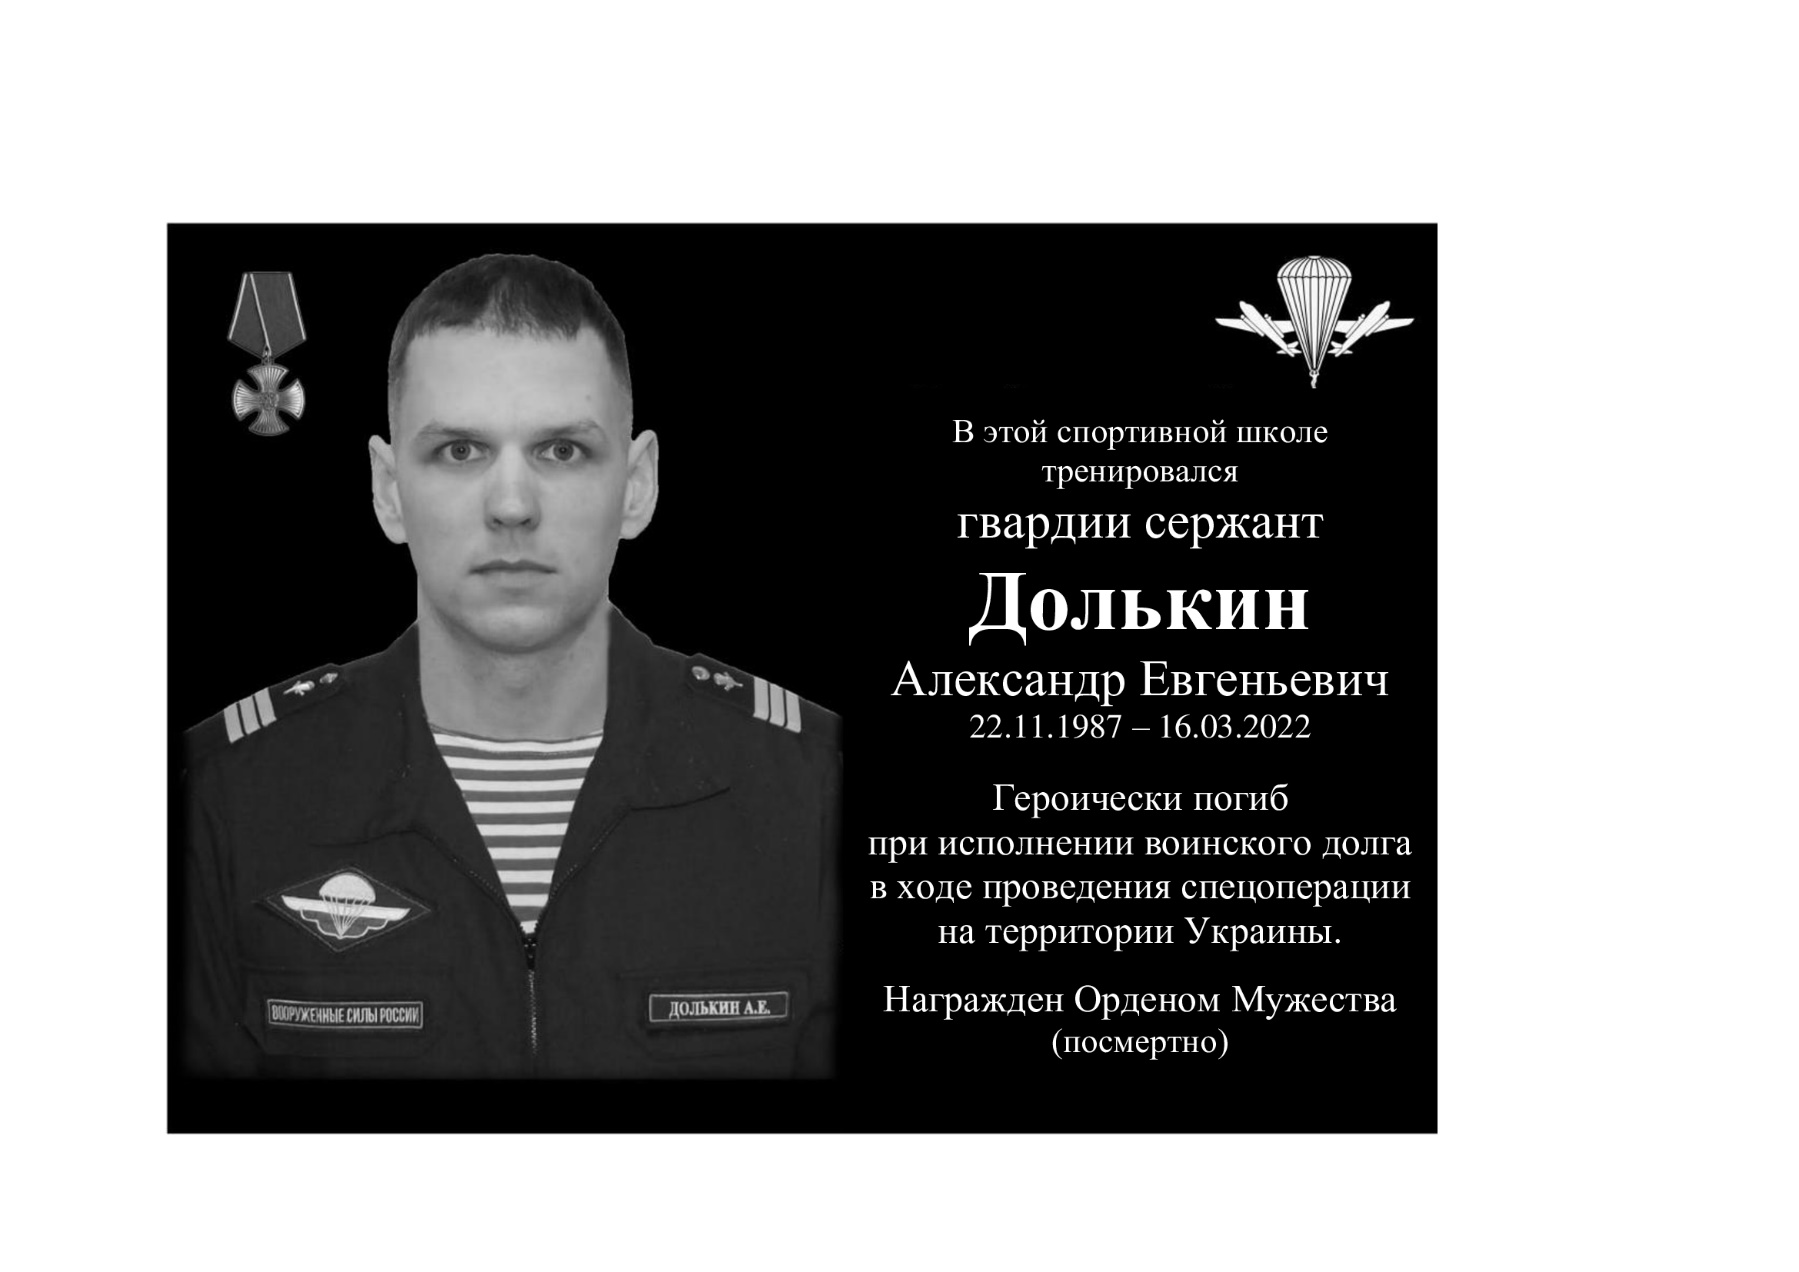 В этой спортивной школе
тренировался
гвардии сержант
Долькин
Александр Евгеньевич
22.11.1987 – 16.03.2022
Героически погиб
при исполнении воинского долга
в ходе проведения спецоперации
на территории Украины.
Награжден Орденом Мужества
(посмертно)
ВООРУЖЕННЫЕ СИЛЫ РОССИИ
ДОЛЬКИН А.Е.